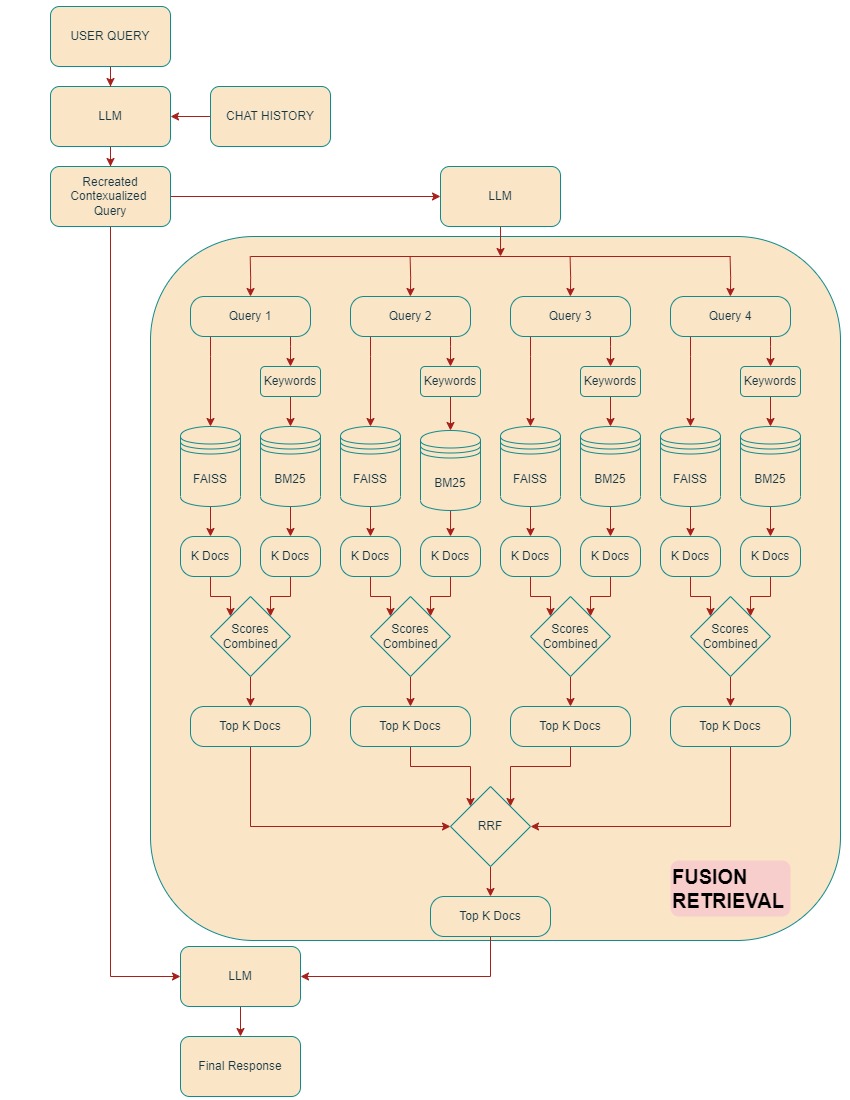 USER QUERY
LLM
CHAT HISTORY
Recreated
Contexualized
Query
LLM
Query 1
Query 2
Query 3
Query 4
Keywords
Keywords
Keywords
Keywords
FAISS
BM25
FAISS
BM25
FAISS
BM25
FAISS
BM25
K Docs
K Docs
K Docs
K Docs
K Docs
K Docs
K Docs
K Docs
Scores
Combined
Scores
Combined
Scores
Combined
Scores
Combined
Top K Docs
Top K Docs
Top K Docs
Top K Docs
RRF
FUSION
RETRIEVAL
Top K Docs
LLM
Final Response